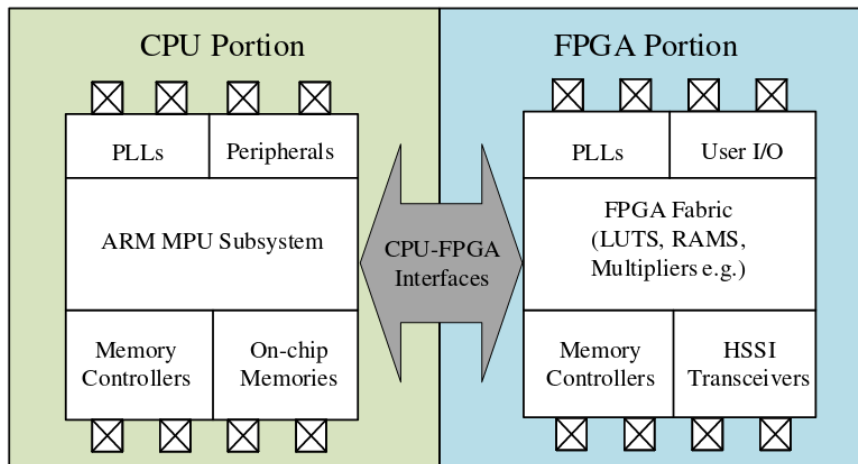 CPU Portion
FPGA Portion
PLLs
Peripherals
ARM MPU Subsystem
Memory
Controllers
On-chip
Memories
CPU-FPGA
Interfaces
PLLs
User I/O
FPGA Fabric
(LUTS, RAMS,
Multipliers e.g.)
Memory
Controllers
HSSI
Transceivers